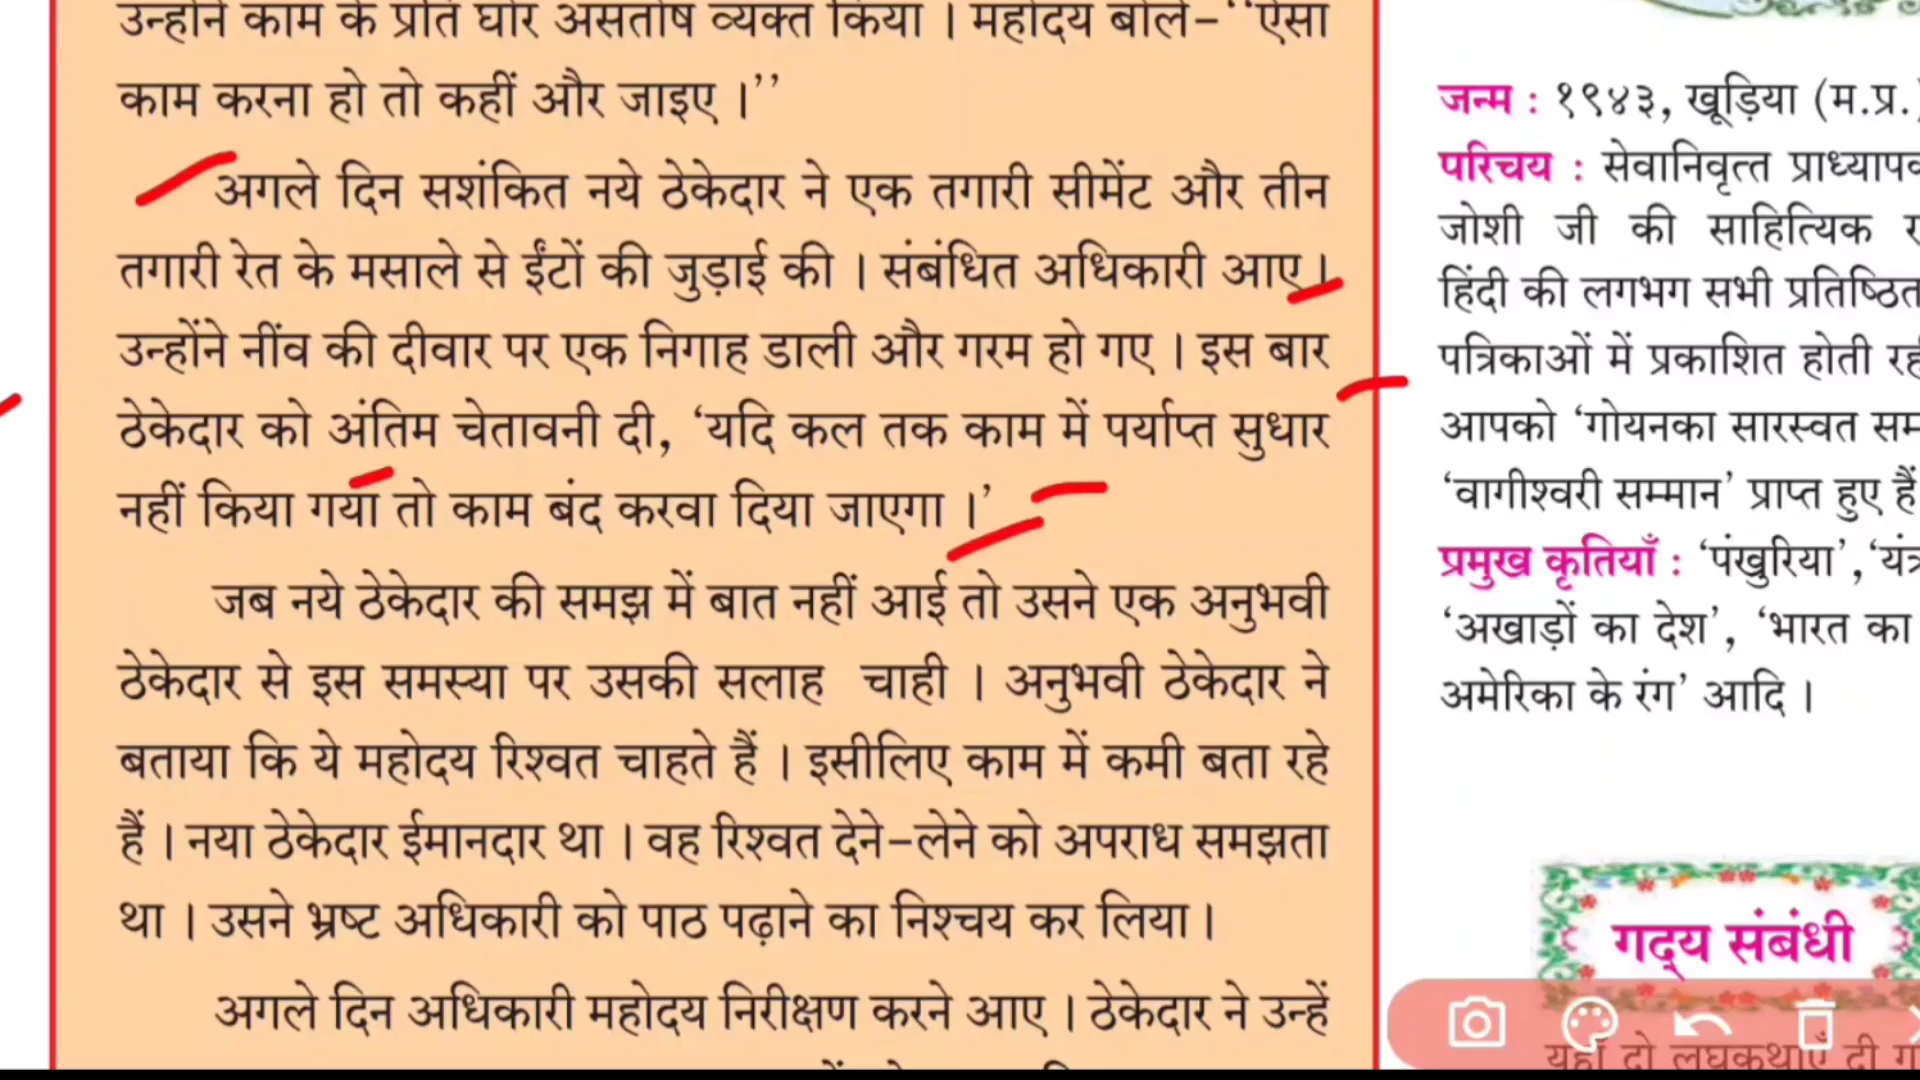 उन्होंने काम के प्रति घोर असंतोष व्यक्त किया । महोदय बोले–‘‘ऐसा
काम करना हो तो कहीं और जाइए ।’’
अगले दिन सशंकित नये ठेकेदार ने एक तगारी सीमेंट और तीन
तगारी रेत के मसाले से ईंटों की जुड़ाई की । संबंधित अधिकारी आए ।
उन्होंने नींव की दीवार पर एक निगाह डाली और गरम हो गए । इस बार
ठेकेदार को अंतिम चेतावनी दी, ‘यदि कल तक काम में पर्याप्त सुधार
नहीं किया गया तो काम बंद करवा दिया जाएगा ।’
जब नये ठेकेदार की समझ में बात नहीं आई तो उसने एक अनुभवी
ठेकेदार से इस समस्या पर उसकी सलाह चाही । अनुभवी ठेकेदार ने
बताया कि ये महोदय रिश्वत चाहते हैं । इसीलिए काम में कमी बता रहे
हैं । नया ठेकेदार ईमानदार था । वह रिश्वत देने–लेने को अपराध समझता
था । उसने भ्रष्ट अधिकारी को पाठ पढ़ाने का निश्चय कर लिया ।
अगले दिन अधिकारी महोदय निरीक्षण करने आए । ठेकेदार ने उन्हें
जन्म : १९४३, खूड़िया (म.प्र.)
परिचय : सेवानिवृत्त
जोशी जी की साहित्यिक
हिंदी की लगभग सभी प्रतिष्ठित
पत्रिकाओं में प्रकाशित होती
आपको ‘गोयनका सारस्वत
‘वागीश्वरी सम्मान’ प्राप्त हुए हैं
प्रमुख कृतियाँ : ‘पंखुरिया’,
‘अखाड़ों का देश’, ‘भारत का
अमेरिका के रंग’ आदि ।
गद्य संबंधी
यहाँ दो लघुकथाएँ दी